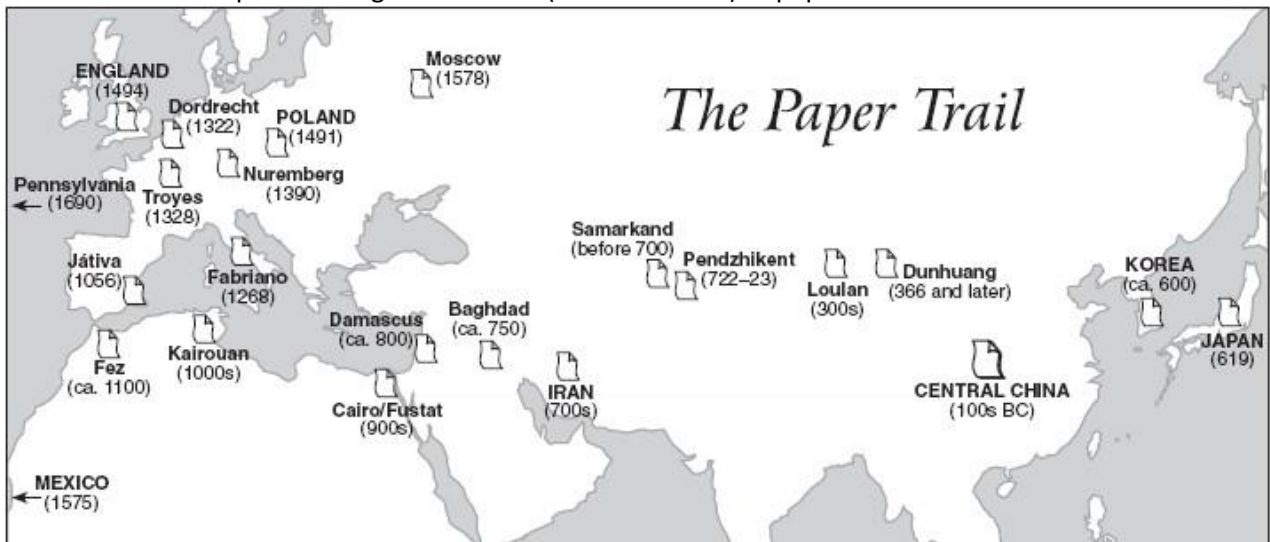 The Paper Trail
Moscow
(1578)
ENGLAND
(1494)
Dordrecht
(1322)
POLAND
(1491)
Nuremberg
(1390)
Pennsylvania
(1690)
Troyes
(1328)
Játiva
(1056)
Fabriano
(1268)
Samarkand
(before 700)
Pendzhikent
(722–23)
Loulan
(300s)
Dunhuang
(366 and later)
KOREA
(ca. 600)
JAPAN
(619)
Baghdad
(ca. 750)
Damascus
(ca. 800)
Kairouan
(1000s)
Fez
(ca. 1100)
IRAN
(700s)
CENTRAL CHINA
(100s BC)
Cairo/Fustat
(900s)
MEXICO
(1575)